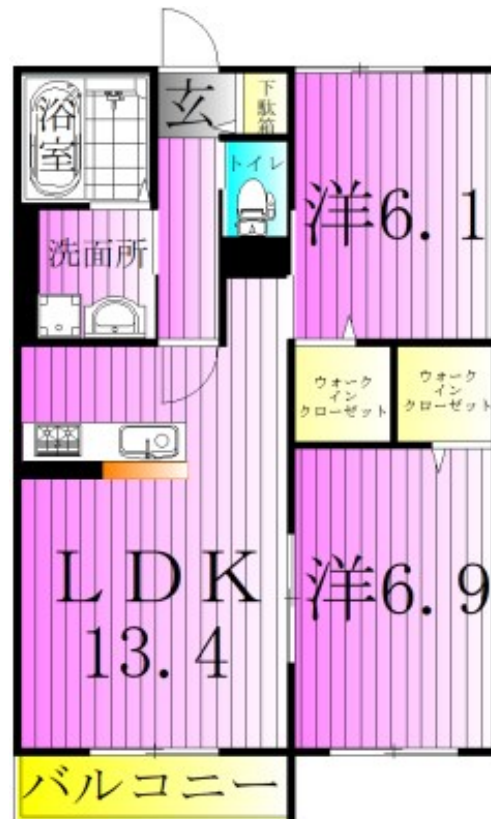 浴室
玄
下駄箱
トイレ
洋6.1
洗面所
ウォーク
イン
クローゼット
ウォーク
イン
クローゼット
LDK
13.4
洋6.9
バルコニー